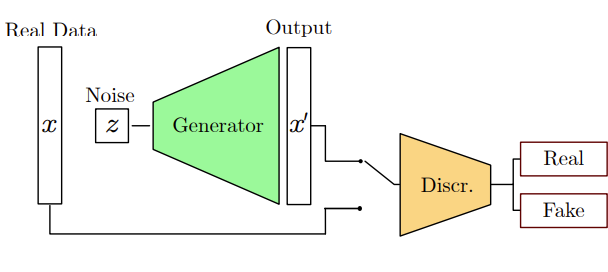 Real Data
Output
Noise
x
z
Generator
x′
Discr.
Real
Fake